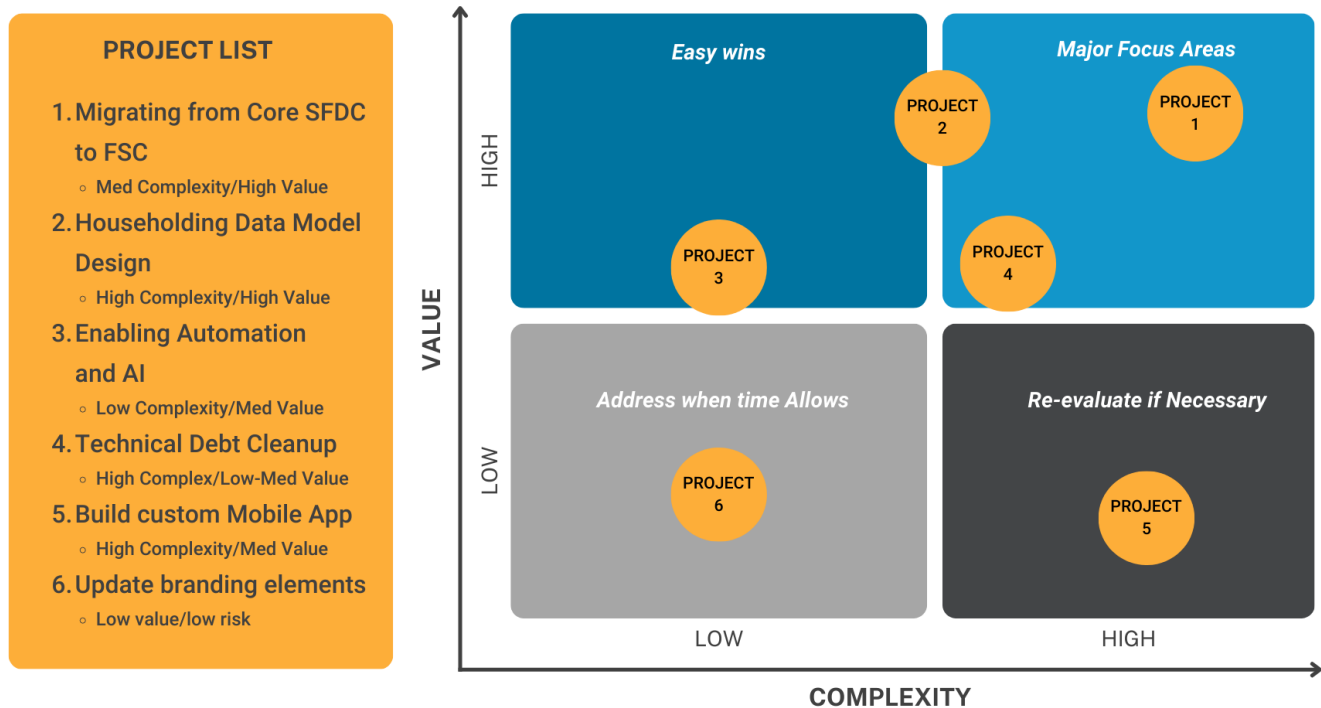 PROJECT LIST
1. Migrating from Core SFDC
to FSC
◦ Med Complexity/High Value
2. Householding Data Model
Design
◦ High Complexity/High Value
3. Enabling Automation
and AI
◦ Low Complexity/Med Value
4. Technical Debt Cleanup
◦ High Complex/Low-Med Value
5. Build custom Mobile App
◦ High Complexity/Med Value
6. Update branding elements
◦ Low value/low risk
VALUE
HIGH
LOW
Easy wins
Major Focus Areas
PROJECT
2
PROJECT
1
PROJECT
3
PROJECT
4
Address when time Allows
Re-evaluate if Necessary
PROJECT
6
PROJECT
5
LOW
HIGH
COMPLEXITY